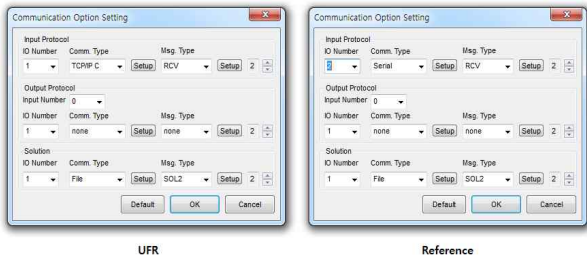 Communication Option Setting
Input Protocol
IO Number Comm. Type Msg. Type
1 TCP/IP C Setup RCV Setup 2
Output Protocol
Input Number 0
IO Number Comm. Type Msg. Type
1 none Setup none Setup 2
Solution
IO Number Comm. Type Msg. Type
1 File Setup SOL2 Setup 2
Default OK Cancel
UFR
Communication Option Setting
Input Protocol
IO Number Comm. Type Msg. Type
2 Serial Setup RCV Setup 2
Output Protocol
Input Number 0
IO Number Comm. Type Msg. Type
1 none Setup none Setup 2
Solution
IO Number Comm. Type Msg. Type
1 File Setup SOL2 Setup 2
Default OK Cancel
Reference